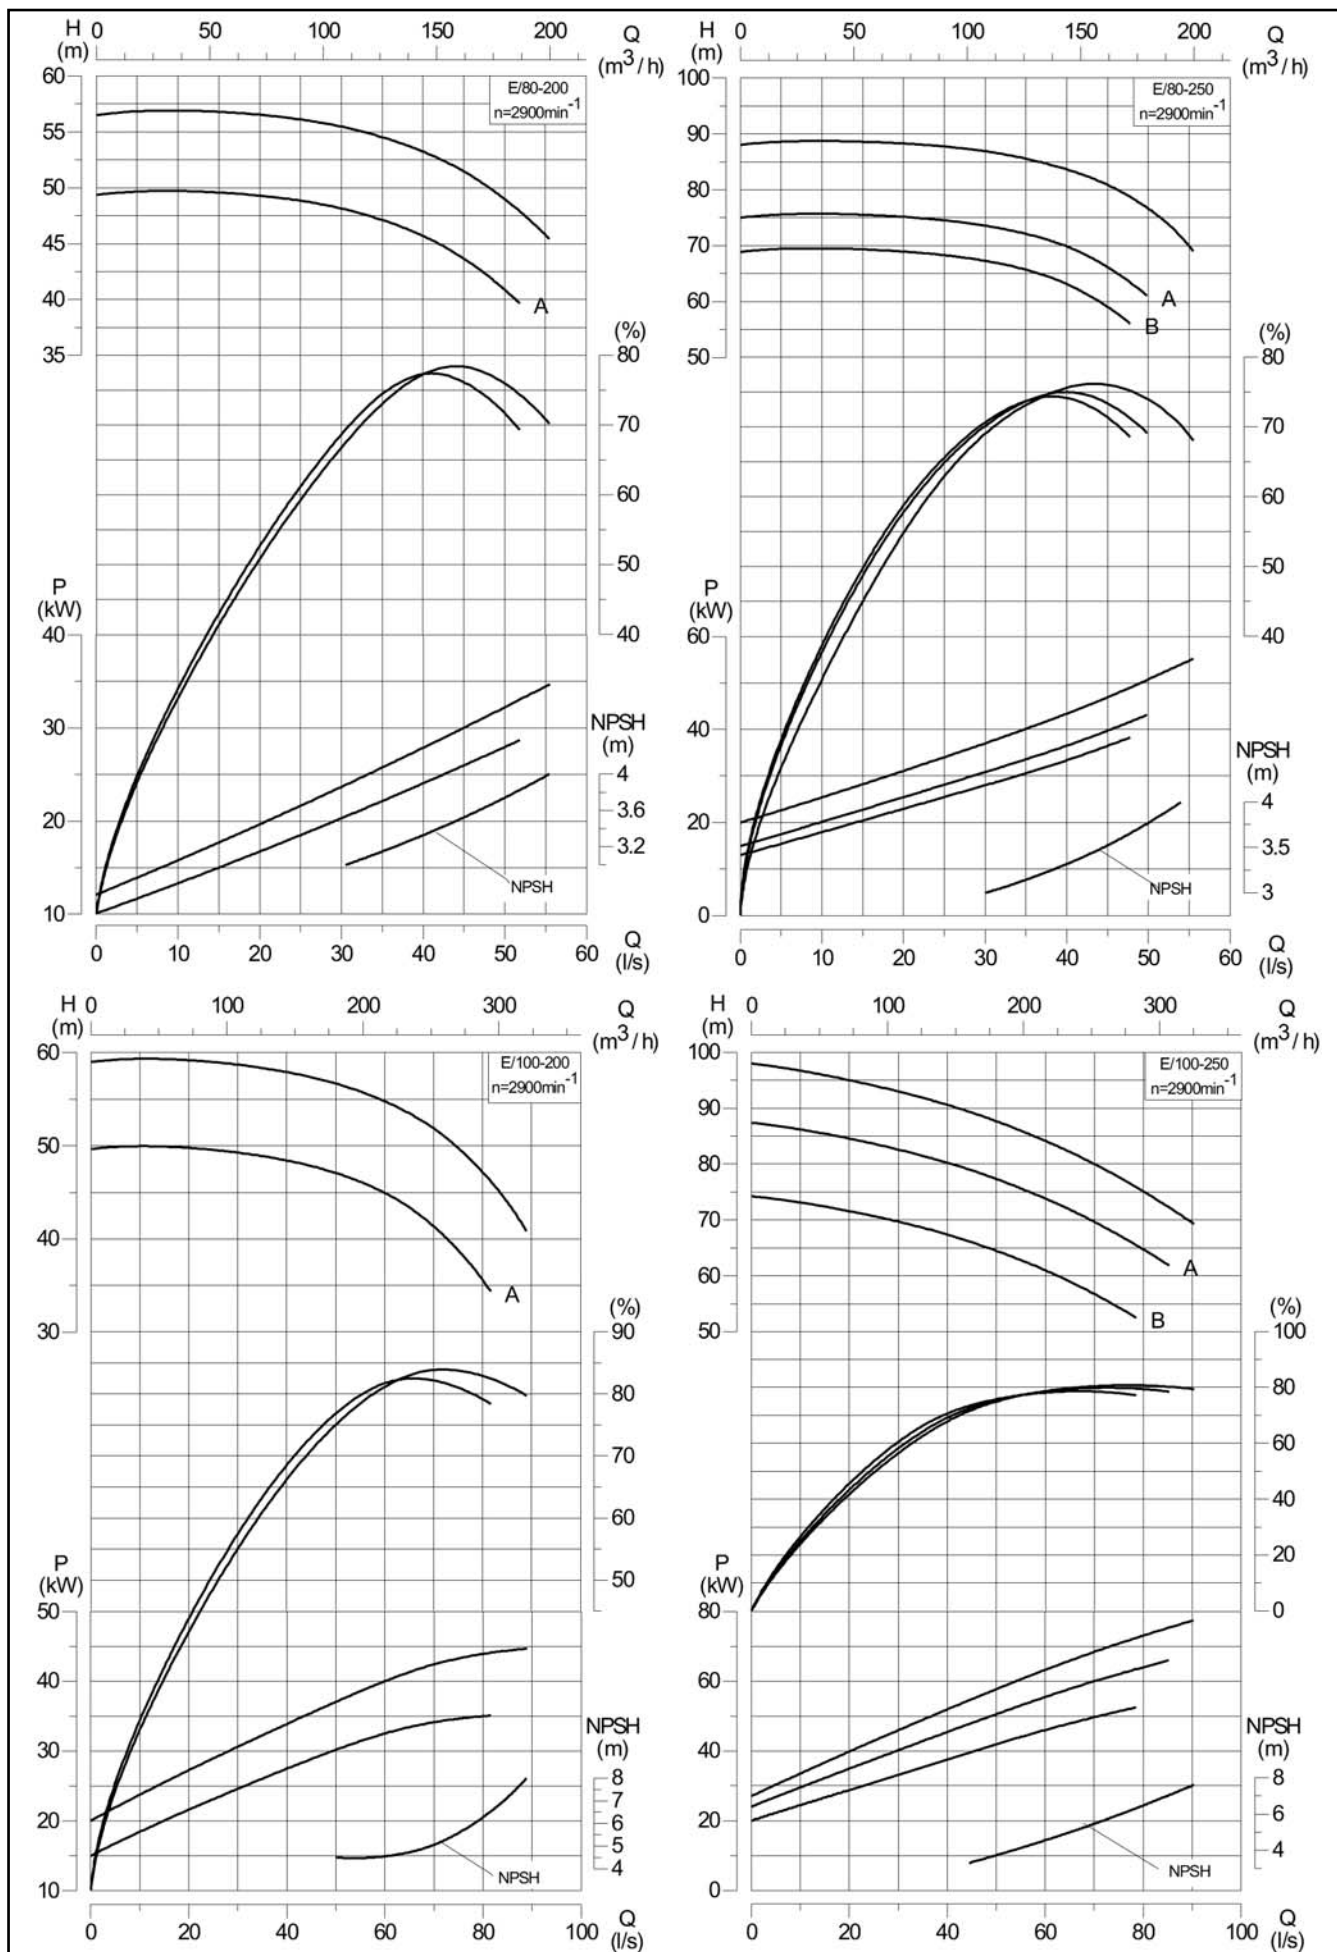 H 0 50 100 150 200 Q
(m) (m³/h)
60
E/80-200
n=2900min⁻¹
55
50
45
40 A
35 (%)
80
70
60
50
P
(kW)
40 40
30 NPSH
(m)
4
3.6
20
3.2
NPSH
10
0 10 20 30 40 50 60
Q
(l/s)
H 0 50 100 150 200 Q
(m) (m³/h)
100
E/80-250
n=2900min⁻¹
90
80
70
60 A
B
50 (%)
80
70
60
50
P
(kW)
60 40
40 NPSH
(m)
4
20
3.5
NPSH
3
0
0 10 20 30 40 50 60
Q
(l/s)
H 0 100 200 300 Q
(m) (m³/h)
60
E/100-200
n=2900min⁻¹
50
40
A
30 (%)
90
80
70
60
P
(kW)
50
50
40
30 NPSH
(m)
8
7
20 6
5
NPSH 4
10
0 20 40 60 80 100
Q
(l/s)
H 0 100 200 300 Q
(m) (m³/h)
100
E/100-250
n=2900min⁻¹
90
80
70
60 A
B
50 (%)
100
80
60
40
P
(kW)
20
80 0
60
40 NPSH
(m)
8
20 6
4
NPSH
0
0 20 40 60 80 100
Q
(l/s)